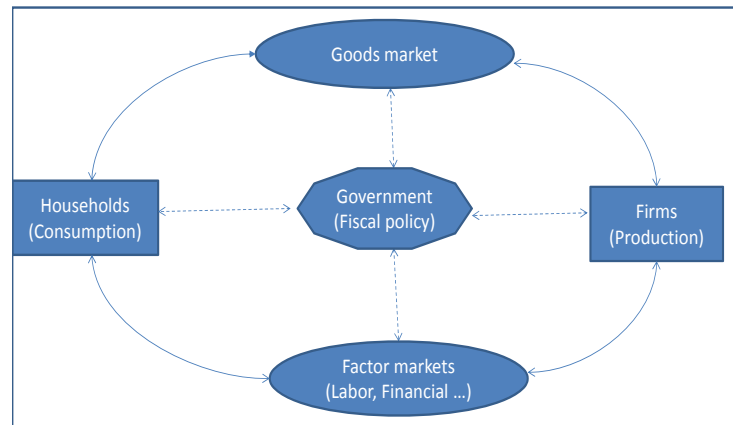 Goods market
Households
(Consumption)
Government
(Fiscal policy)
Firms
(Production)
Factor markets
(Labor, Financial ...)